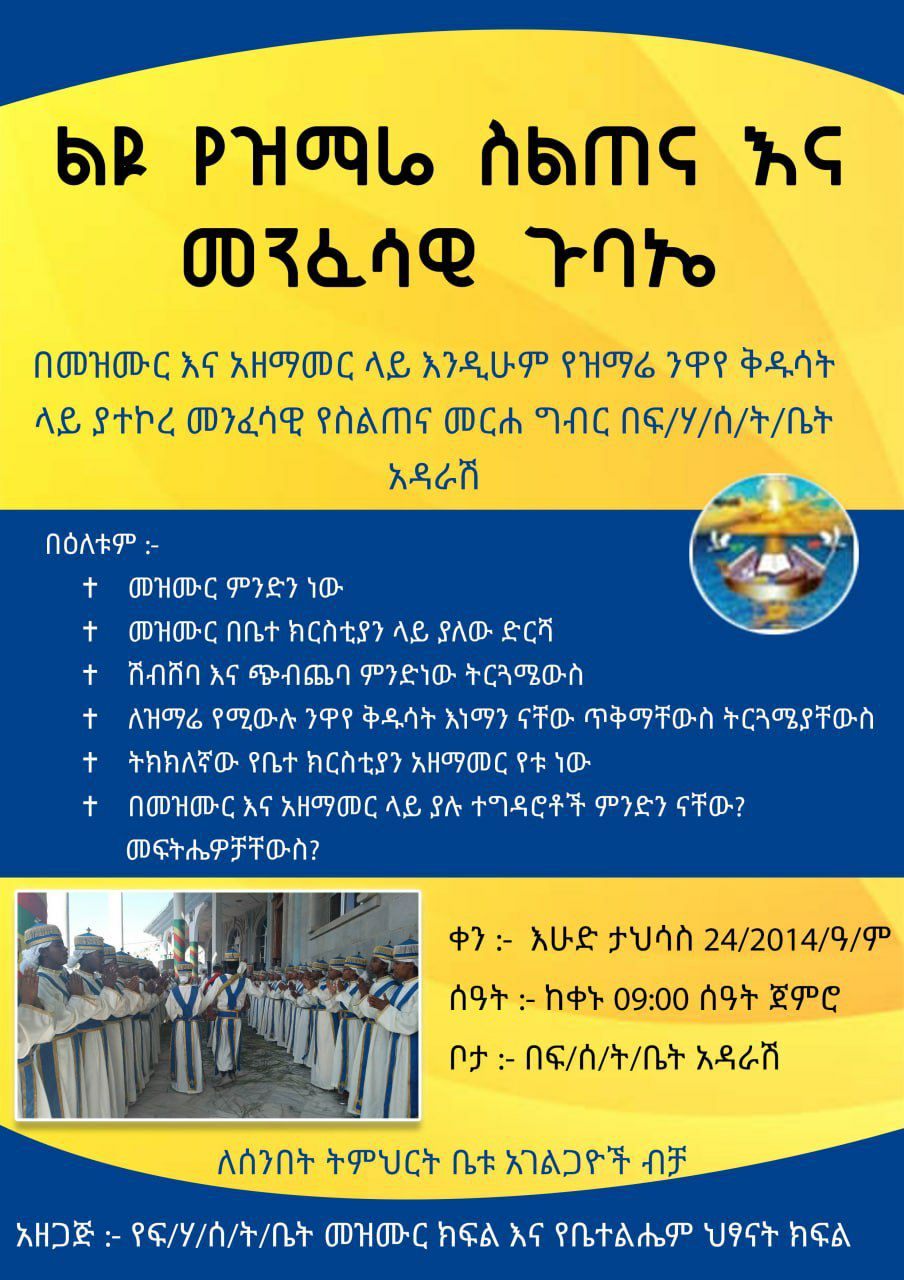 ልዩ የዝማሬ ስልጠና እና
መንፈሳዊ ጉባኤ
በመዝሙር እና አዘማመር ላይ እንዲሁም የዝማሬ ንዋየ ቅዱሳት
ላይ ያተኮረ መንፈሳዊ የስልጠና መርሐ ግብር በፍ/ሃ/ሰ/ት/ቤት
አዳራሽ
በዕለቱም :-
✝ መዝሙር ምንድን ነው
✝ መዝሙር በቤተ ክርስቲያን ላይ ያለው ድርሻ
✝ ሽብሸባ እና ጭብጨባ ምንድነው ትርጓሜውስ
✝ ለዝማሬ የሚውሉ ንዋየ ቅዱሳት እነማን ናቸው ጥቅማቸውስ ትርጓሜያቸውስ
✝ ትክክለኛው የቤተ ክርስቲያን አዘማመር የቱ ነው
✝ በመዝሙር እና አዘማመር ላይ ያሉ ተግዳሮቶች ምንድን ናቸው?
መፍትሔዎቻቸውስ?
ቀን :- እሁድ ታህሳስ 24/2014/ዓ/ም
ሰዓት :- ከቀኑ 09:00 ሰዓት ጀምሮ
ቦታ :- በፍ/ሰ/ት/ቤት አዳራሽ
ለሰንበት ትምህርት ቤቱ አገልጋዮች ብቻ
አዘጋጅ :- የፍ/ሃ/ሰ/ት/ቤት መዝሙር ክፍል እና የቤተልሔም ህፃናት ክፍል